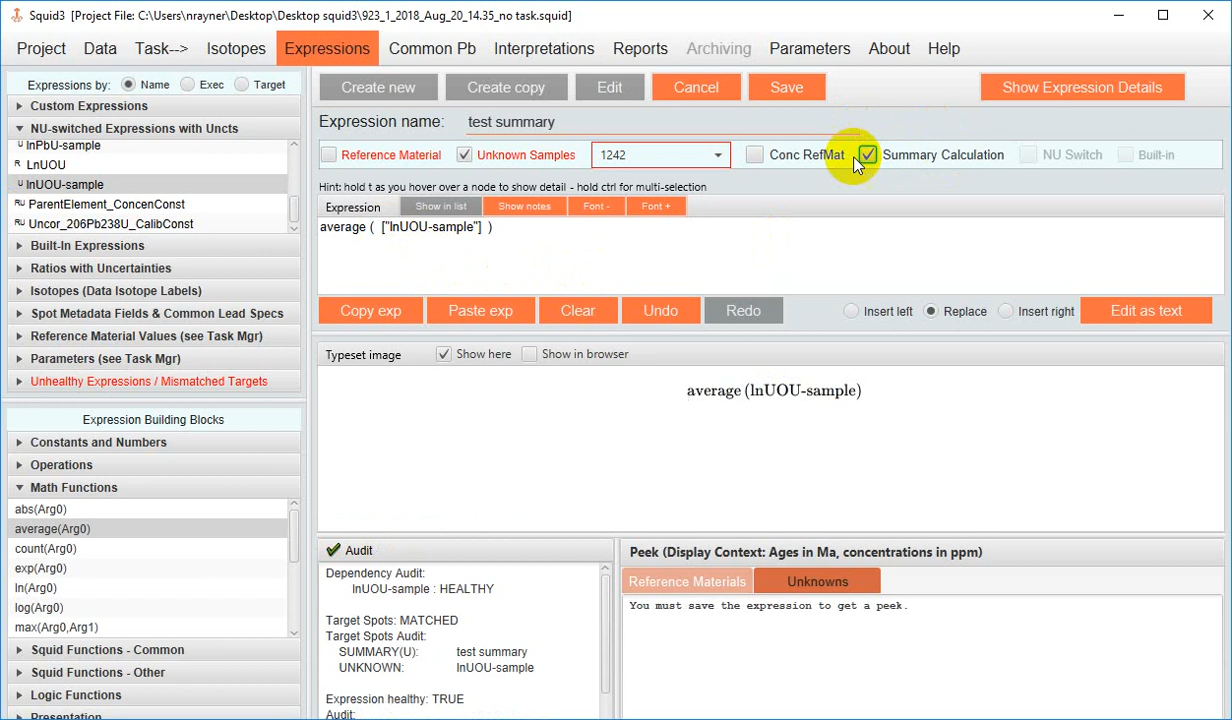 Squid3 [Project File: C:\Users\nrayner\Desktop\Desktop squid3\923_1_2018_Aug_20_14.35_no task.squid]
Project Data Task--> Isotopes Expressions Common Pb Interpretations Reports Archiving Parameters About Help
Expressions by: Name Exec Target
Custom Expressions
NU-switched Expressions with Uncts
U lnPbU-sample
R LnUOU
U lnUOU-sample
RU ParentElement_ConcenConst
RU Uncor_206Pb238U_CalibConst
Built-In Expressions
Ratios with Uncertainties
Isotopes (Data Isotope Labels)
Spot Metadata Fields & Common Lead Specs
Reference Material Values (see Task Mgr)
Parameters (see Task Mgr)
Unhealthy Expressions / Mismatched Targets
Expression Building Blocks
Constants and Numbers
Operations
Math Functions
abs(Arg0)
average(Arg0)
count(Arg0)
exp(Arg0)
ln(Arg0)
log(Arg0)
max(Arg0,Arg1)
Squid Functions - Common
Squid Functions - Other
Logic Functions
Presentation
Create new Create copy Edit Cancel Save Show Expression Details
Expression name: test summary
Reference Material Unknown Samples 1242 Conc RefMat Summary Calculation NU Switch Built-in
Hint: hold t as you hover over a node to show detail - hold ctrl for multi-selection
Expression Show in list Show notes Font - Font +
average ( ["lnUOU-sample"] )
Copy exp Paste exp Clear Undo Redo Insert left Replace Insert right Edit as text
Typeset image Show here Show in browser
average (lnUOU-sample)
Audit
Dependency Audit:
lnUOU-sample : HEALTHY
Target Spots: MATCHED
Target Spots Audit:
SUMMARY(U): test summary
UNKNOWN: lnUOU-sample
Expression healthy: TRUE
Audit:
Peek (Display Context: Ages in Ma, concentrations in ppm)
Reference Materials Unknowns
You must save the expression to get a peek.